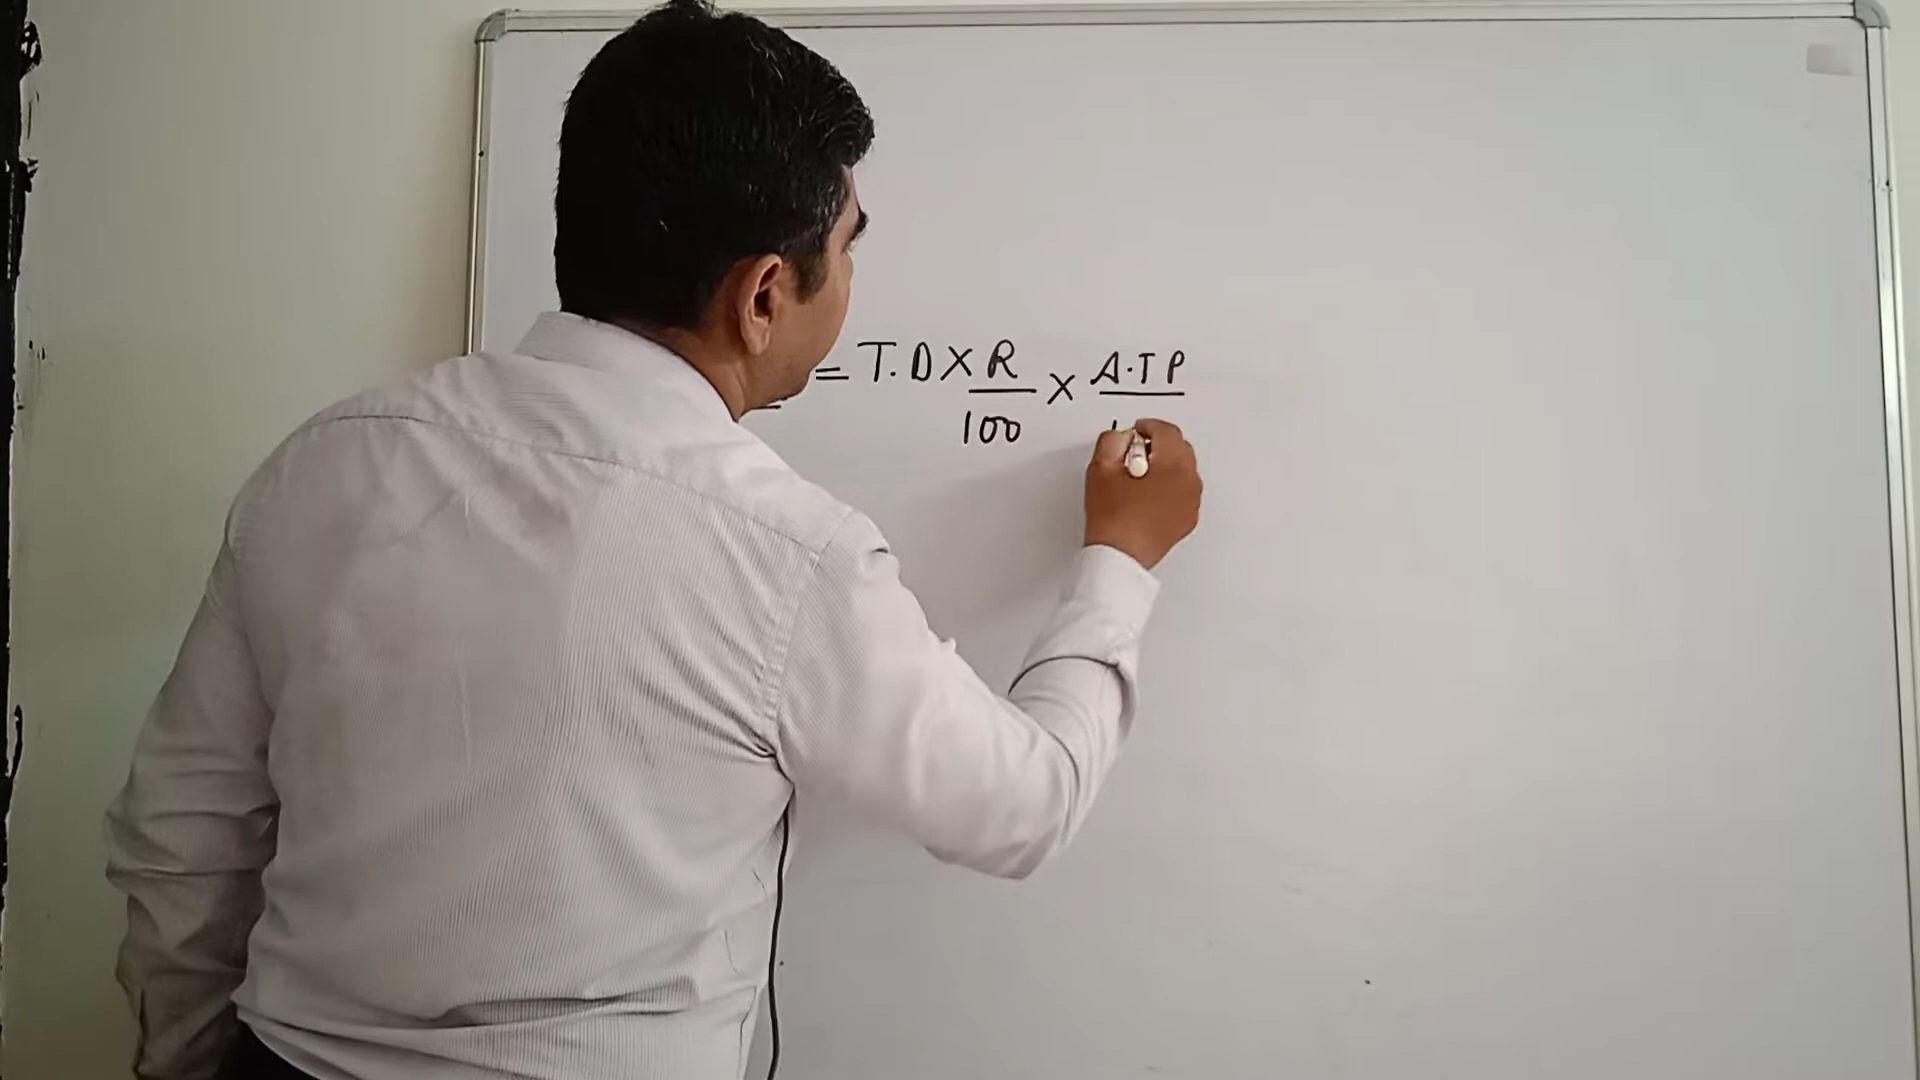 = T.D X R/100 X A.T P